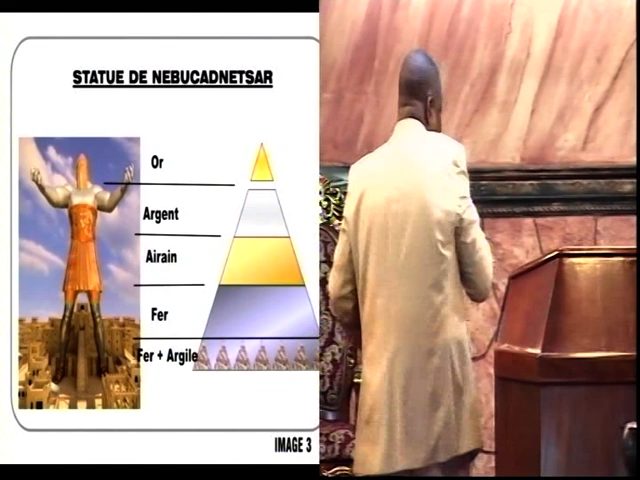 STATUE DE NEBUCADNETSAR
Or
Argent
Airain
Fer
Fer + Argile
IMAGE 3